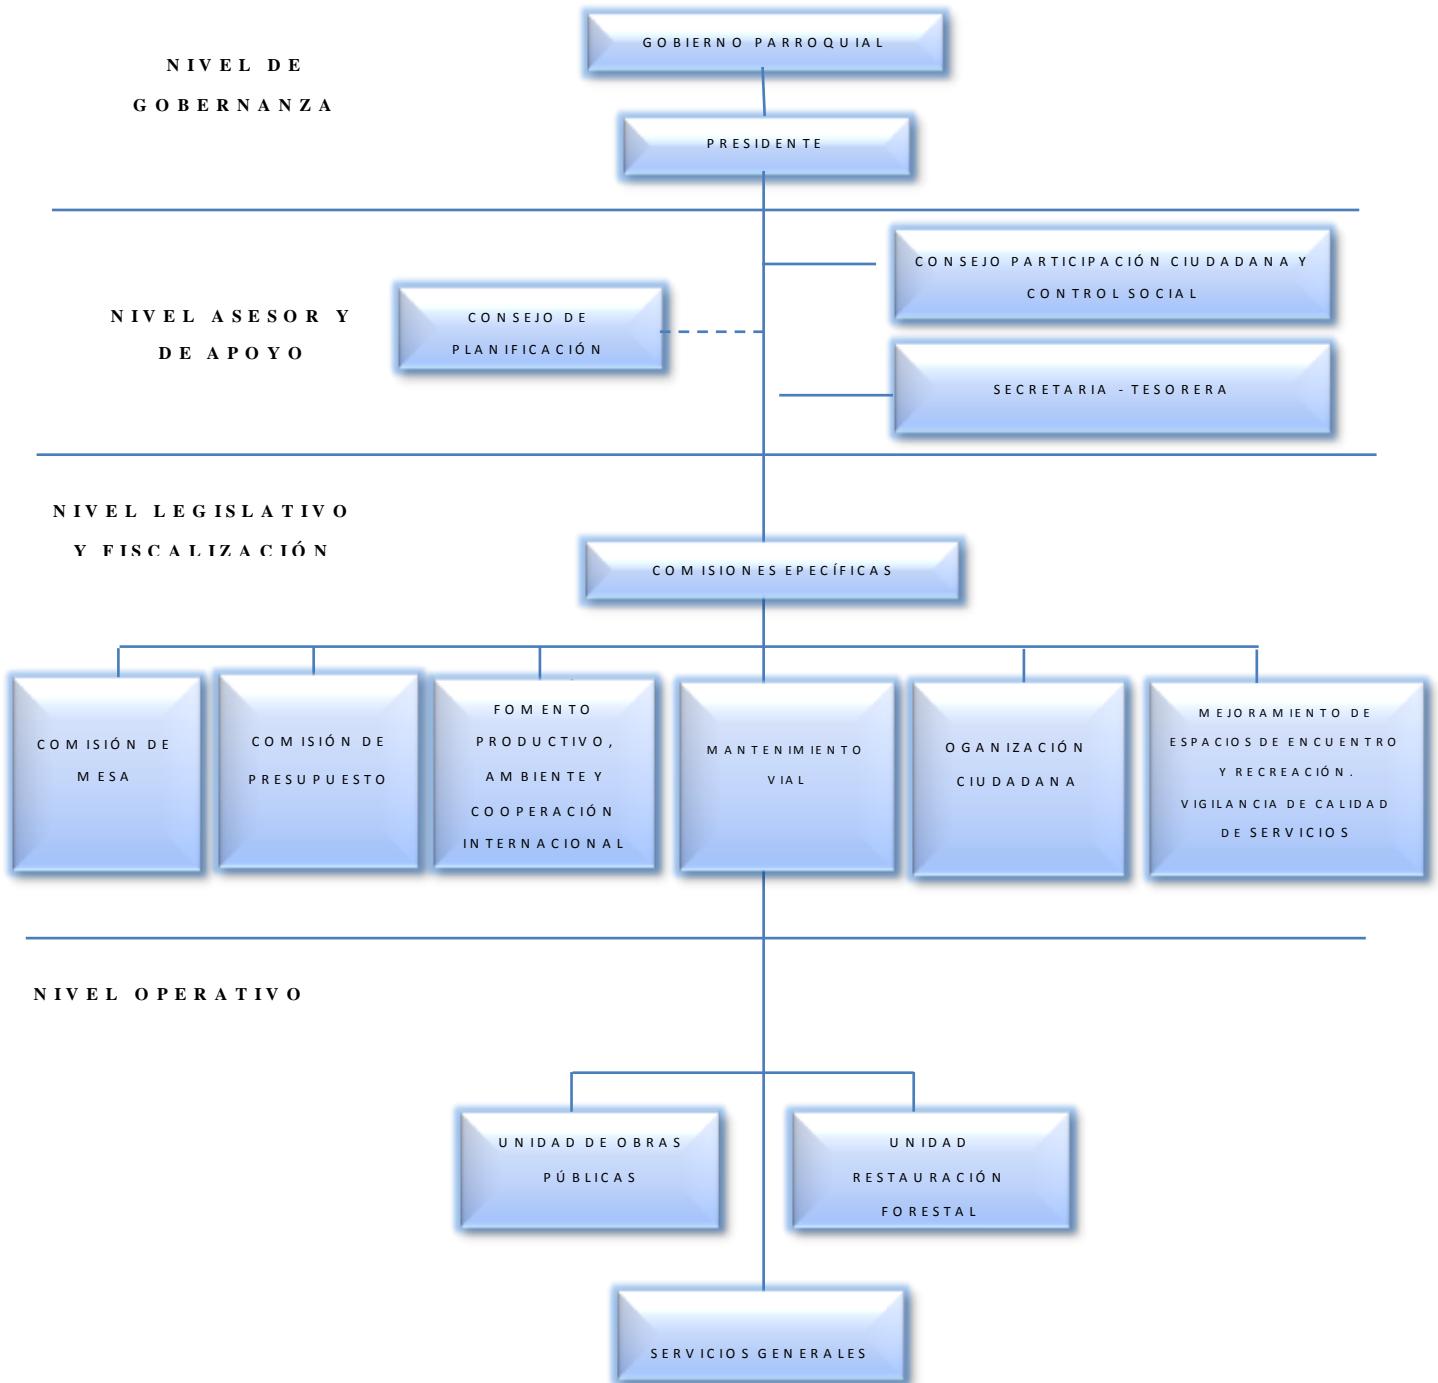 GOBIERNO PARROQUIAL
NIVEL DE
GOBERNANZA
PRESIDENTE
CONSEJO PARTICIPACIÓN CIUDADANA Y
CONTROL SOCIAL
NIVEL ASESOR Y
DE APOYO
CONSEJO DE
PLANIFICACIÓN
SECRETARIA - TESORERA
NIVEL LEGISLATIVO
Y FISCALIZACIÓN
COMISIONES EPECÍFICAS
COMISIÓN DE
MESA
COMISIÓN DE
PRESUPUESTO
FOMENTO
PRODUCTIVO,
AMBIENTE Y
COOPERACIÓN
INTERNACIONAL
MANTENIMIENTO
VIAL
OGANIZACIÓN
CIUDADANA
MEJORAMIENTO DE
ESPACIOS DE ENCUENTRO
Y RECREACIÓN.
VIGILANCIA DE CALIDAD
DE SERVICIOS
NIVEL OPERATIVO
UNIDAD DE OBRAS
PÚBLICAS
UNIDAD
RESTAURACIÓN
FORESTAL
SERVICIOS GENERALES